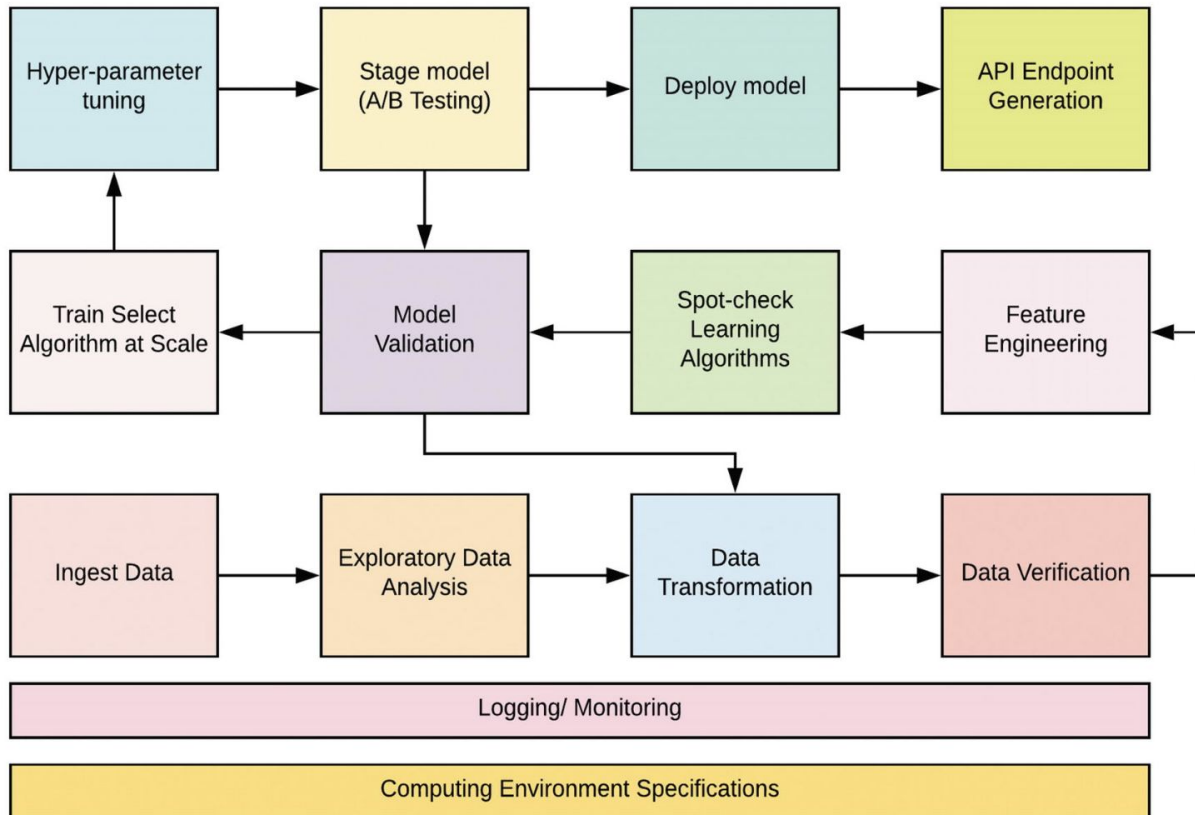 Hyper-parameter
tuning
Stage model
(A/B Testing)
Deploy model
API Endpoint
Generation
Train Select
Algorithm at Scale
Model
Validation
Spot-check
Learning
Algorithms
Feature
Engineering
Ingest Data
Exploratory Data
Analysis
Data
Transformation
Data Verification
Logging/ Monitoring
Computing Environment Specifications